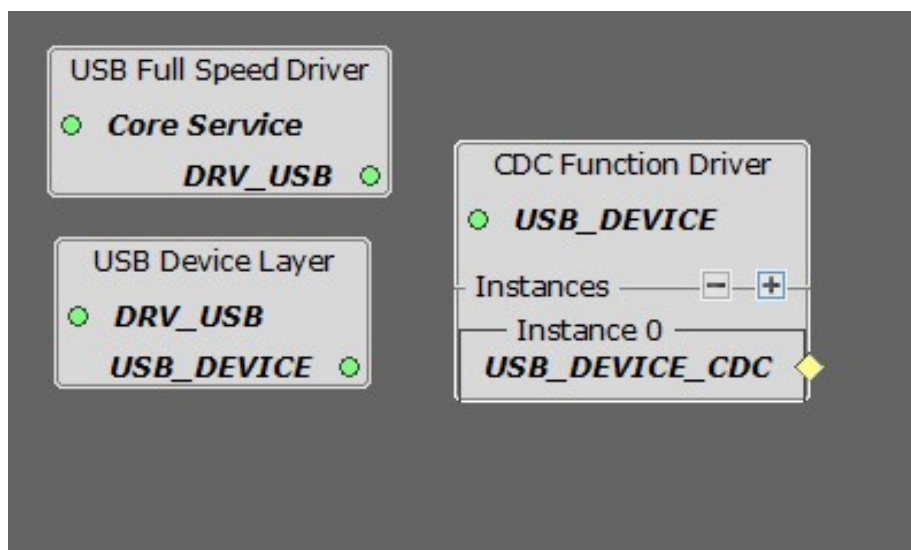 USB Full Speed Driver
Core Service
DRV_USB
USB Device Layer
DRV_USB
USB_DEVICE
CDC Function Driver
USB_DEVICE
Instances
Instance 0
USB_DEVICE_CDC